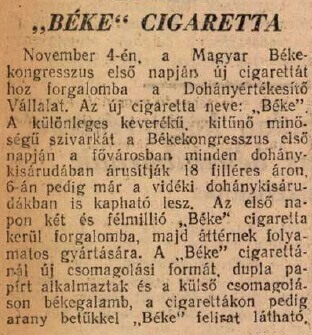 „BÉKE“ CIGARETTA
November 4-én, a Magyar Béke-
kongresszus első napján új cigarettát
hoz forgalomba a Dohányértékesítő
Vállalat. Az új cigaretta neve: „Béke”.
A különleges keverékű, kitűnő minő-
ségű szivarkát a Békekongresszus első
napján a fővárosban minden dohány-
kisárudában árusítják 18 filléres áron,
6-án pedig már a vidéki dohánykisáru-
dákban is kapható lesz. Az első na-
pon két és félmillió „Béke” cigaretta
kerül forgalomba, majd áttérnek folya-
matos gyártására. A „Béke” cigarettá-
nál új csomagolási formát, dupla pa-
pírt alkalmaztak és a külső csomagolá-
son békegalamb, a cigarettákon pedig
arany betűkkel „Béke” felirat látható.